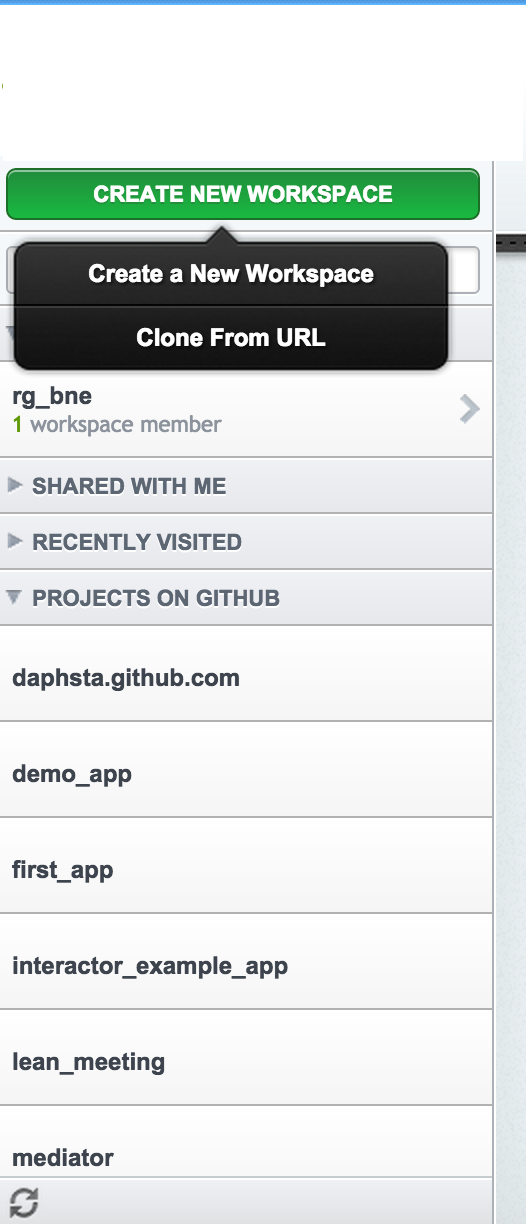 CREATE NEW WORKSPACE
Create a New Workspace
Clone From URL
rg_bne
1 workspace member
SHARED WITH ME
RECENTLY VISITED
PROJECTS ON GITHUB
daphsta.github.com
demo_app
first_app
interactor_example_app
lean_meeting
mediator